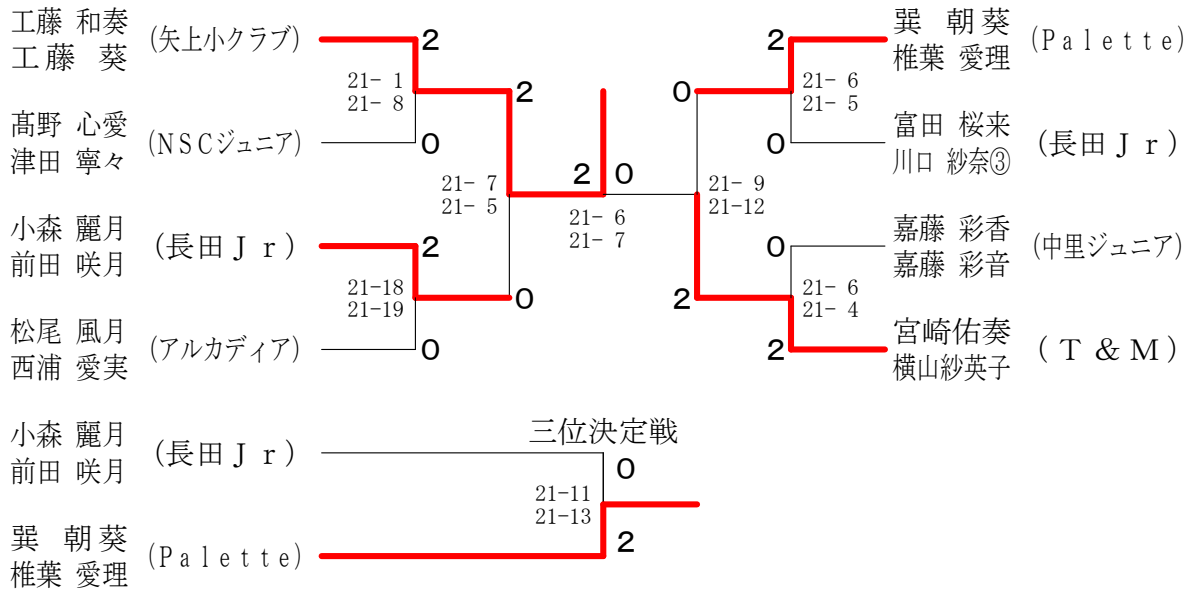 工藤 和奏
工藤 葵
(矢上小クラブ)
2
21- 1
21- 8
髙野 心愛
津田 寧々
(NSCジュニア)
0
2
21- 7
21- 5
小森 麗月
前田 咲月
(長田Ｊｒ)
2
21-18
21-19
0
松尾 風月
西浦 愛実
(アルカディア)
0
2 0
21- 6
21- 7
巽 朝葵
椎葉 愛理
(Palette)
2
21- 6
21- 5
0
富田 桜来
川口 紗奈③
(長田Ｊｒ)
0
21- 9
21-12
嘉藤 彩香
嘉藤 彩音
(中里ジュニア)
0
21- 6
21- 4
2
宮崎佑奏
横山紗英子
(Ｔ＆Ｍ)
2
三位決定戦
小森 麗月
前田 咲月
(長田Ｊｒ)
0
21-11
21-13
巽 朝葵
椎葉 愛理
(Palette)
2